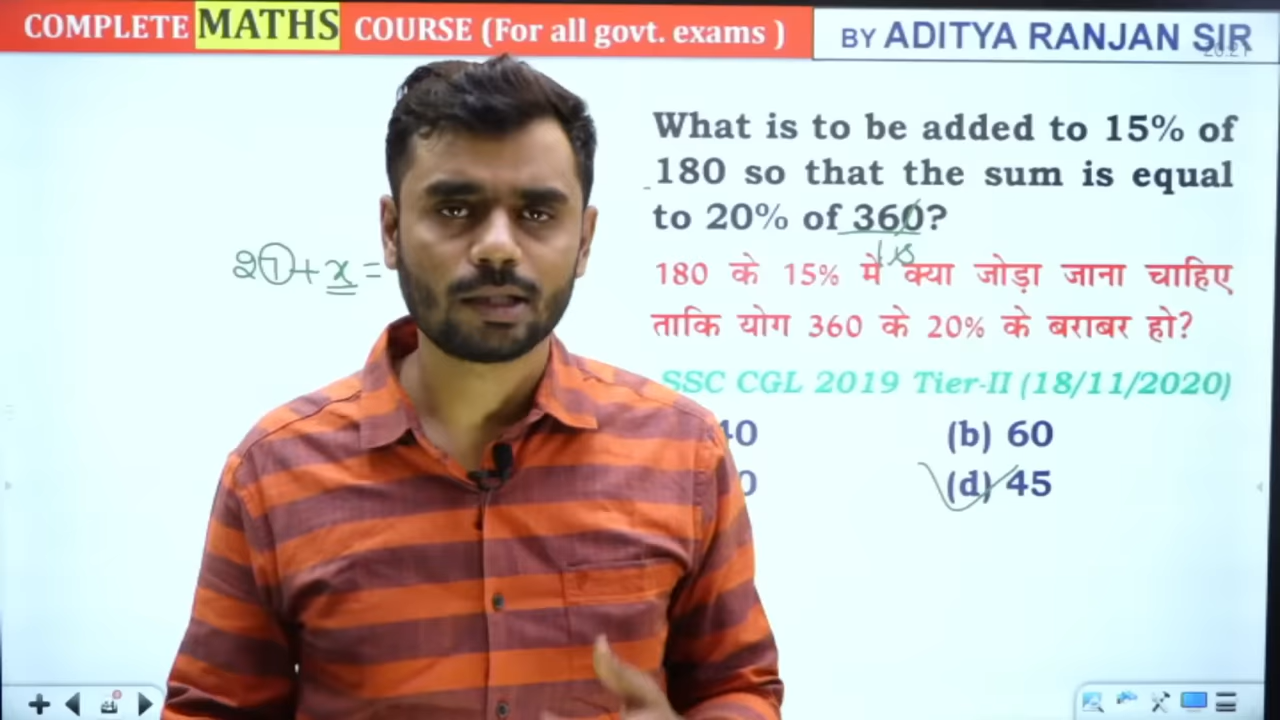 COMPLETE MATHS COURSE (For all govt. exams )
BY ADITYA RANJAN SIR
What is to be added to 15% of
180 so that the sum is equal
to 20% of 360?
27+x=
180 के 15% में क्या जोड़ा जाना चाहिए
ताकि योग 360 के 20% के बराबर हो?
SSC CGL 2019 Tier-II (18/11/2020)
(b) 60
(d) 45